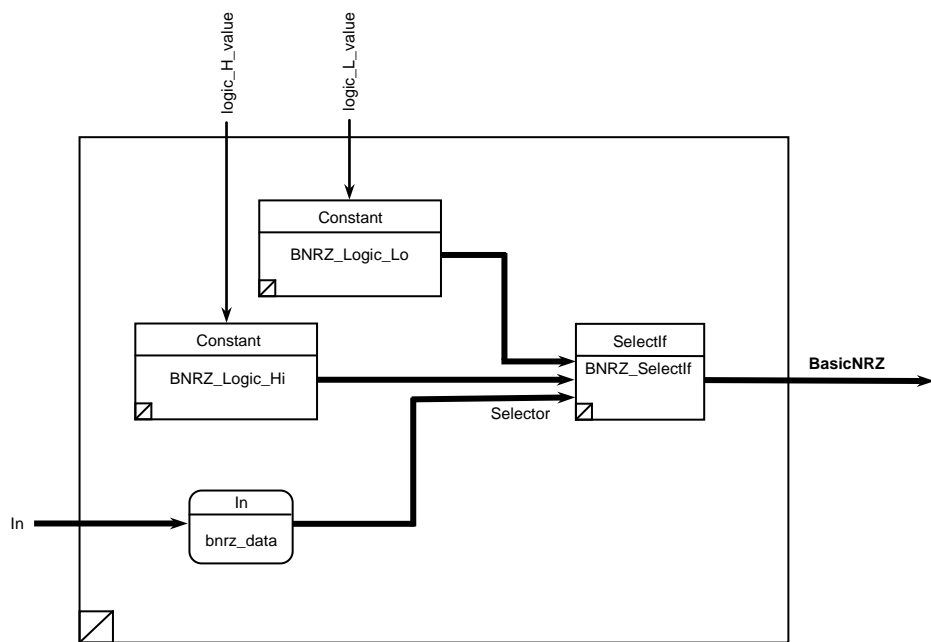 logic_H_value
logic_L_value
Constant
BNRZ_Logic_Lo
Constant
BNRZ_Logic_Hi
SelectIf
BNRZ_SelectIf
BasicNRZ
Selector
In
In
bnrz_data